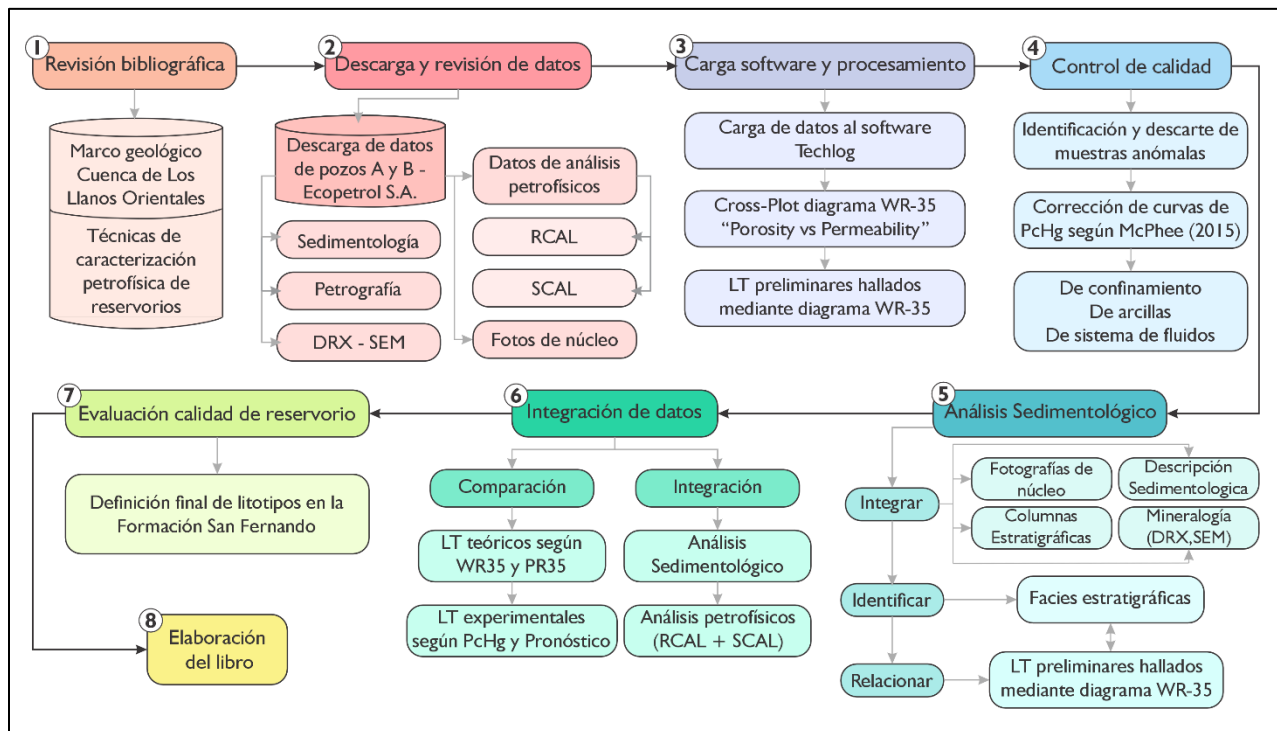 1
Revisión bibliográfica
Marco geológico
Cuenca de Los
Llanos Orientales
Técnicas de
caracterización
petrofísica de
reservorios
2
Descarga y revisión de datos
Descarga de datos
de pozos A y B -
Ecopetrol S.A.
Sedimentología
Petrografía
DRX - SEM
Datos de análisis
petrofísicos
RCAL
SCAL
Fotos de núcleo
3
Carga software y procesamiento
Carga de datos al software
Techlog
Cross-Plot diagrama WR-35
“Porosity vs Permeability”
LT preliminares hallados
mediante diagrama WR-35
4
Control de calidad
Identificación y descarte de
muestras anómalas
Corrección de curvas de
PcHg según McPhee (2015)
De confinamiento
De arcillas
De sistema de fluidos
5
Análisis Sedimentológico
Integrar
Fotografías de
núcleo
Descripción
Sedimentologica
Columnas
Estratigráficas
Mineralogía
(DRX,SEM)
Identificar
Facies estratigráficas
Relacionar
LT preliminares hallados
mediante diagrama WR-35
6
Integración de datos
Comparación
LT teóricos según
WR35 y PR35
LT experimentales
según PcHg y Pronóstico
Integración
Análisis
Sedimentológico
Análisis petrofísicos
(RCAL + SCAL)
7
Evaluación calidad de reservorio
Definición final de litotipos en la
Formación San Fernando
8
Elaboración
del libro